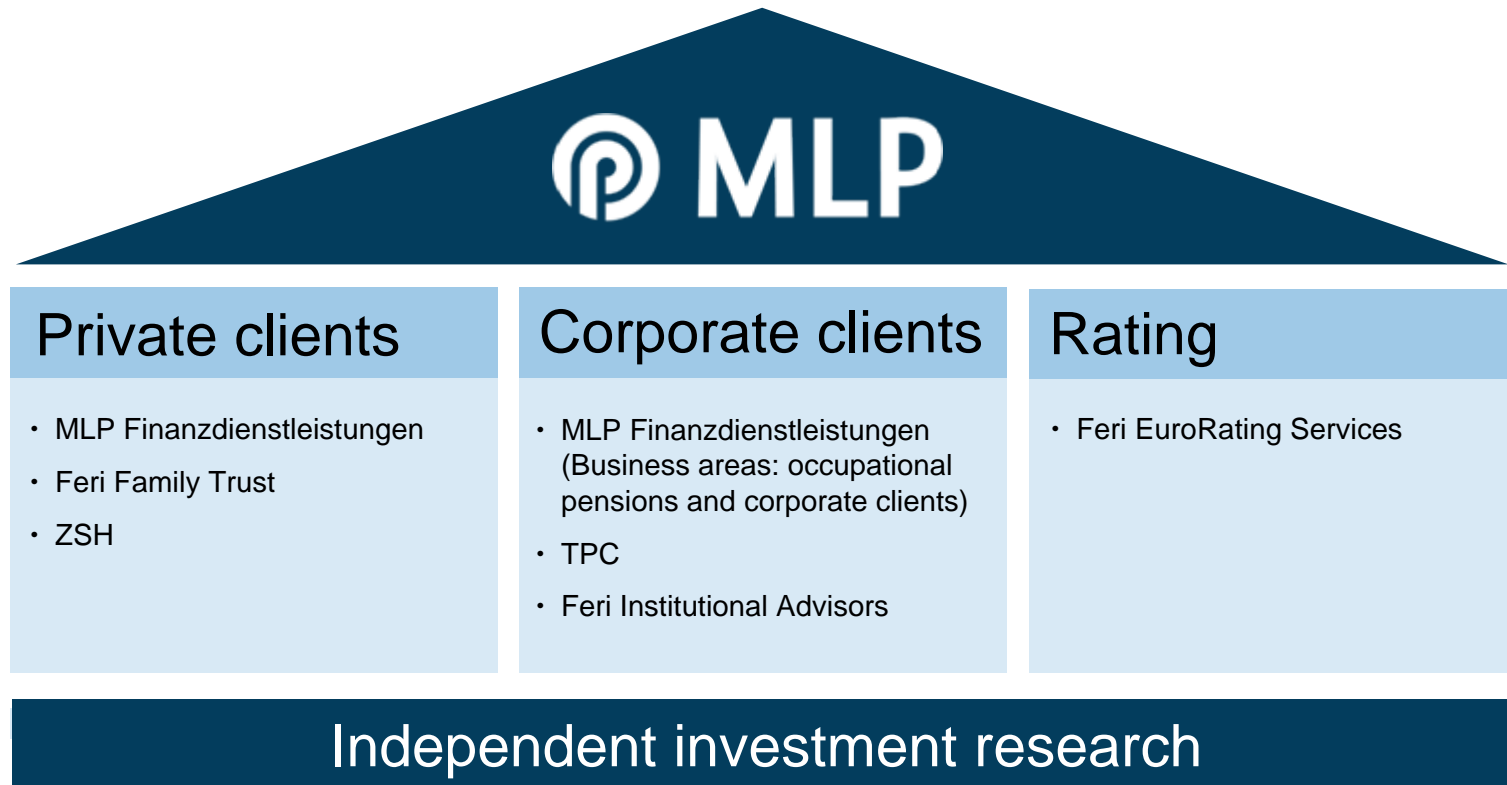 MLP
Private clients
Corporate clients
Rating
· MLP Finanzdienstleistungen
· Feri Family Trust
· ZSH
· MLP Finanzdienstleistungen
(Business areas: occupational
pensions and corporate clients)
· TPC
· Feri Institutional Advisors
· Feri EuroRating Services
Independent investment research